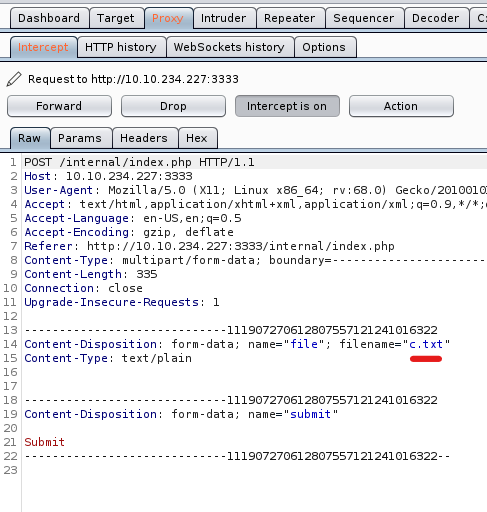 Dashboard Target Proxy Intruder Repeater Sequencer Decoder
Intercept HTTP history WebSockets history Options
Request to http://10.10.234.227:3333
Forward Drop Intercept is on Action
Raw Params Headers Hex
1 POST /internal/index.php HTTP/1.1
2 Host: 10.10.234.227:3333
3 User-Agent: Mozilla/5.0 (X11; Linux x86_64; rv:68.0) Gecko/2010010
4 Accept: text/html,application/xhtml+xml,application/xml;q=0.9,*/*;
5 Accept-Language: en-US,en;q=0.5
6 Accept-Encoding: gzip, deflate
7 Referer: http://10.10.234.227:3333/internal/index.php
8 Content-Type: multipart/form-data; boundary=----------------------
9 Content-Length: 335
10 Connection: close
11 Upgrade-Insecure-Requests: 1
12
13 -----------------------------11190727061280755712124101 6322
14 Content-Disposition: form-data; name="file"; filename="c.txt"
15 Content-Type: text/plain
16
17
18 -----------------------------111907270612807557121241016322
19 Content-Disposition: form-data; name="submit"
20
21 Submit
22 -----------------------------111907270612807557121241016322--
23